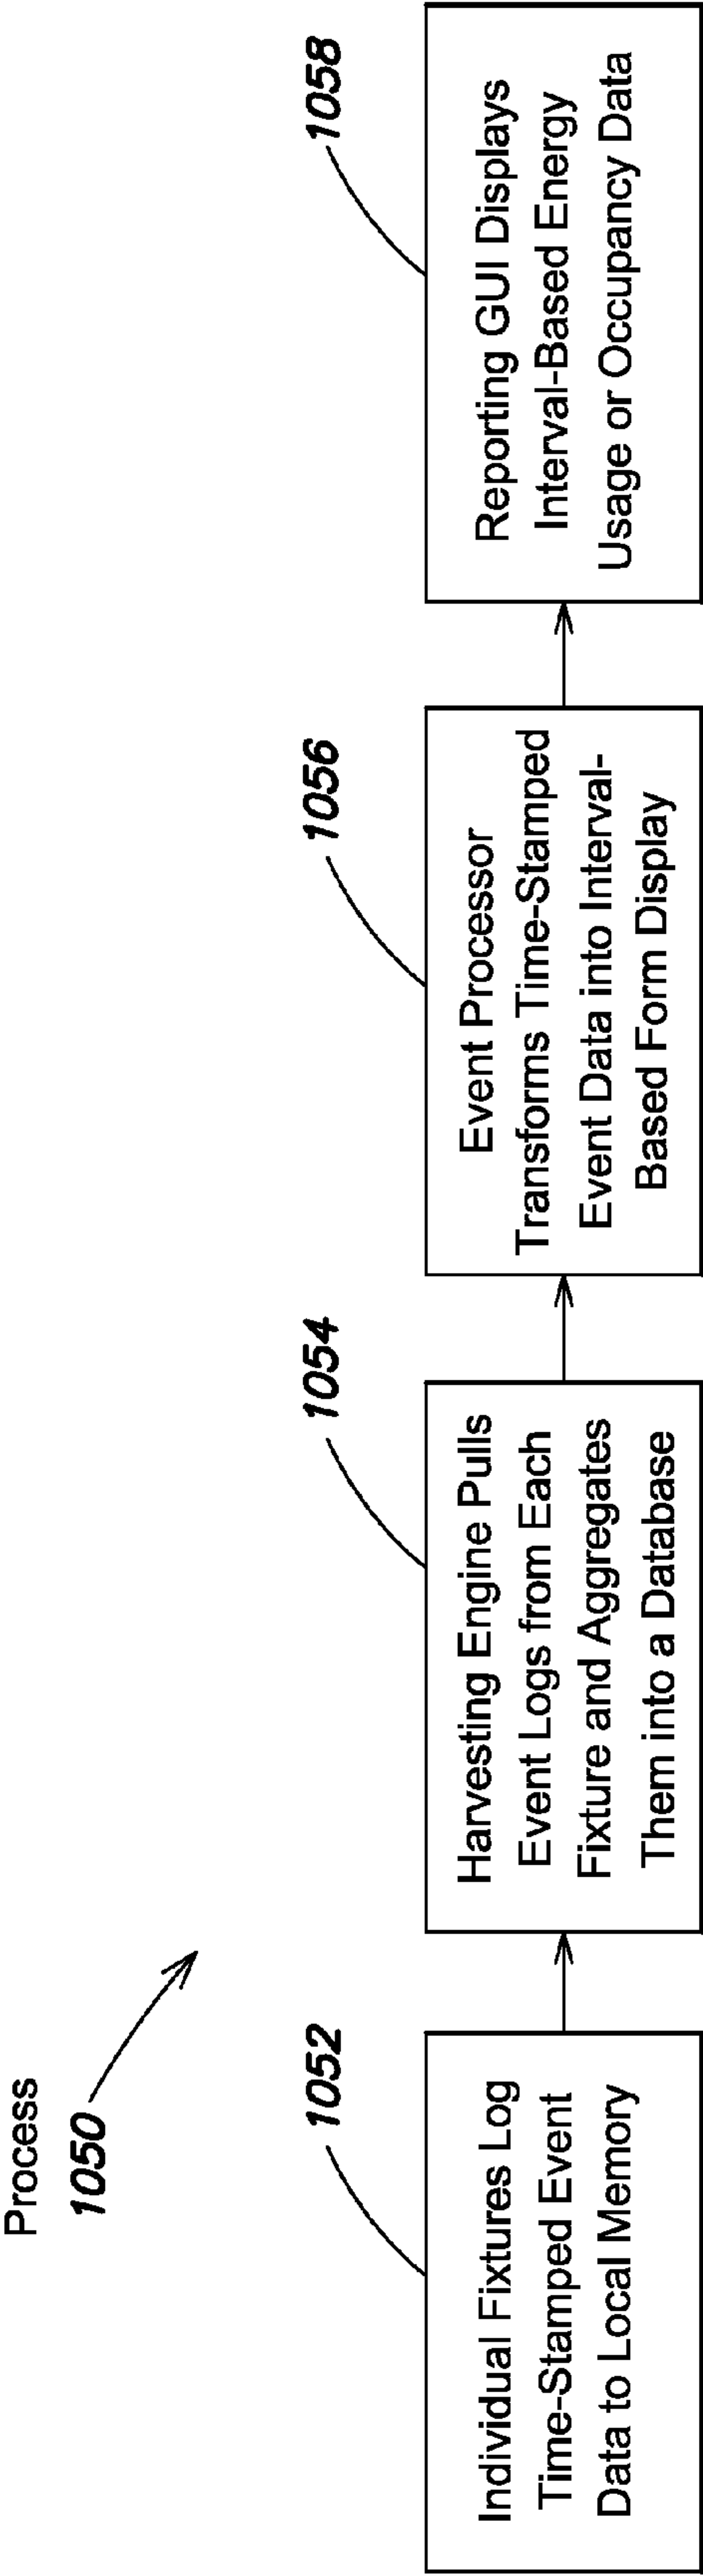 Process
1050
1052
Individual Fixtures Log
Time-Stamped Event
Data to Local Memory
1054
Harvesting Engine Pulls
Event Logs from Each
Fixture and Aggregates
Them into a Database
1056
Event Processor
Transforms Time-Stamped
Event Data into Interval-
Based Form Display
1058
Reporting GUI Displays
Interval-Based Energy
Usage or Occupancy Data